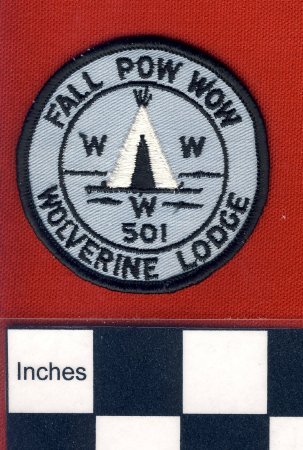 FALL POW WOW
W W
W
501
WOLVERINE LODGE
Inches